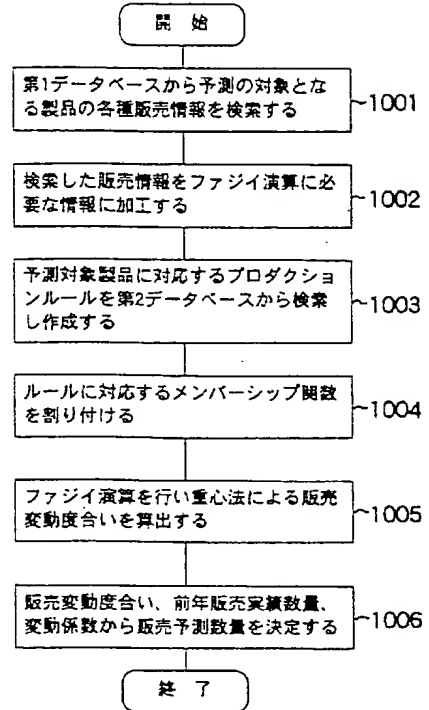 開 始
第1データベースから予測の対象とな
る製品の各種販売情報を検索する
~1001
検索した販売情報をファジイ演算に必
要な情報に加工する
~1002
予測対象製品に対応するプロダクショ
ンルールを第2データベースから検索
し作成する
~1003
ルールに対応するメンバーシップ関数
を割り付ける
~1004
ファジイ演算を行い重心法による販売
変動度合いを算出する
~1005
販売変動度合い、前年販売実績数量、
変動係数から販売予測数量を決定する
~1006
終 了